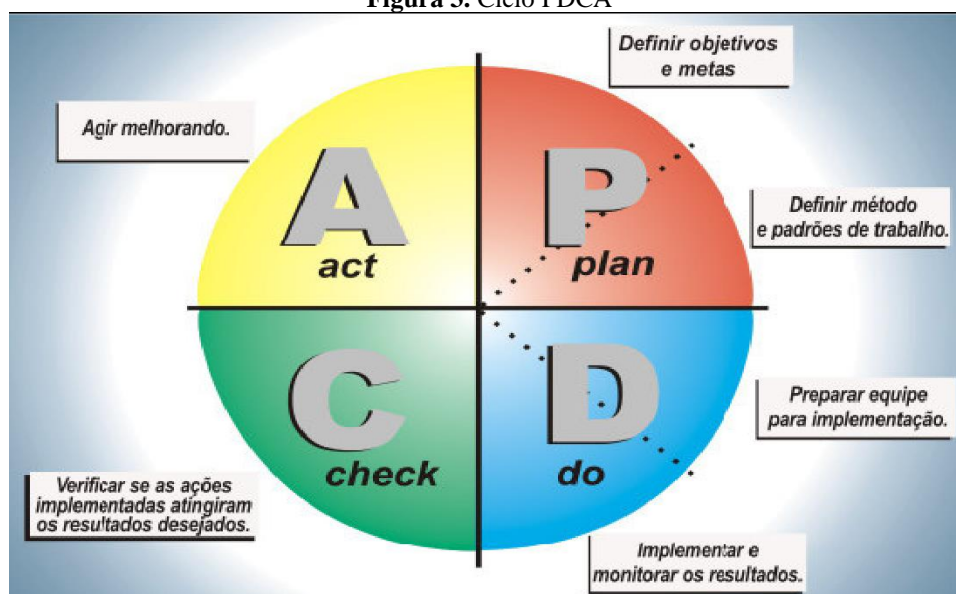 Figura 3. Ciclo PDCA
Definir objetivos
e metas
Agir melhorando.
A
act
P
plan
Definir método
e padrões de trabalho.
C
check
D
do
Preparar equipe
para implementação.
Verificar se as ações
implementadas atingiram
os resultados desejados.
Implementar e
monitorar os resultados.